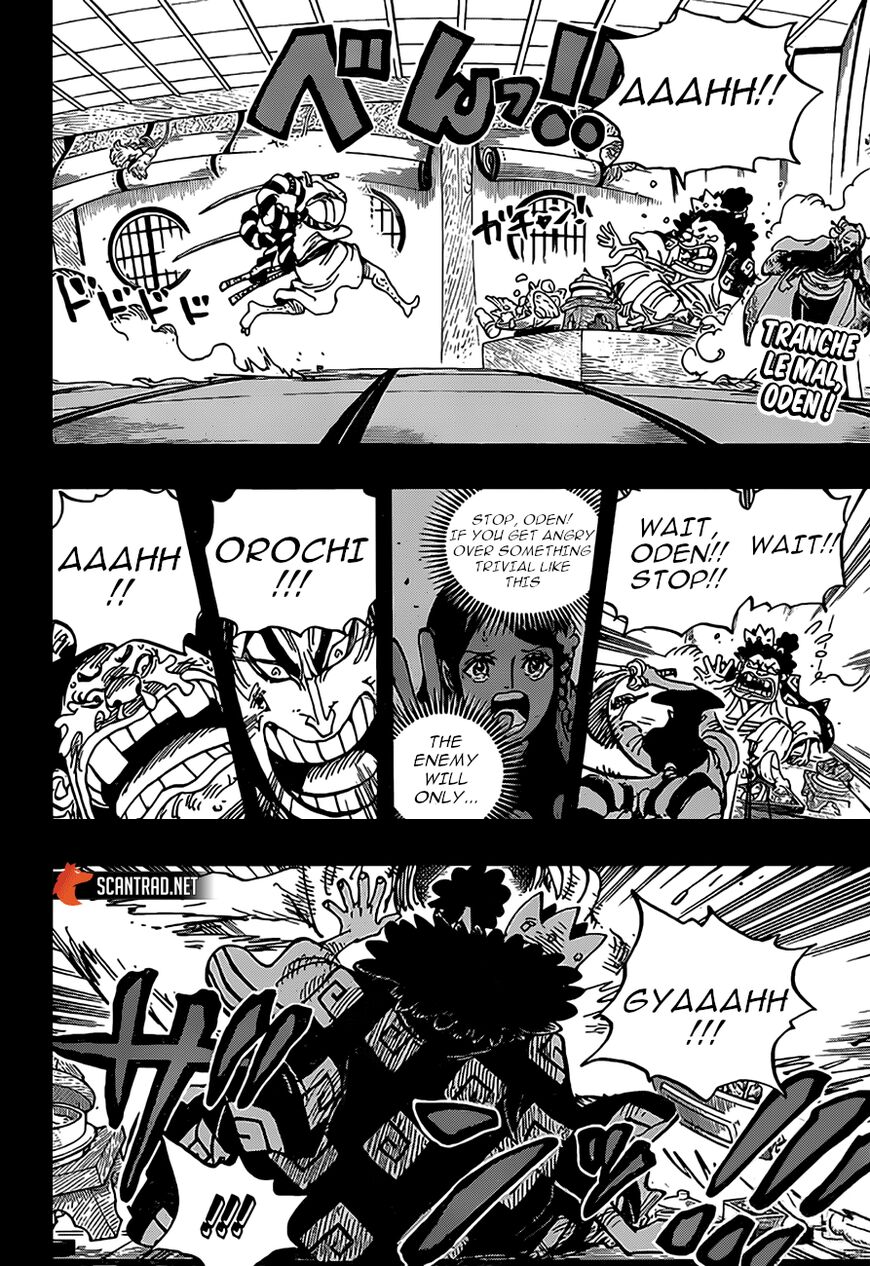 べんっ!!
AAAHH!!
ガチャン!
ドドドドド
TRANCHE
LE MAL,
ODEN !
WAIT,
ODEN!!
STOP!!
WAIT!!
STOP, ODEN!
IF YOU GET ANGRY
OVER SOMETHING
TRIVIAL LIKE
THIS
THE
ENEMY
WILL
ONLY...
OROCHI
!!!
AAAHH
!!
SCANTRAD.NET
GYAAAHH
!!!
!!!